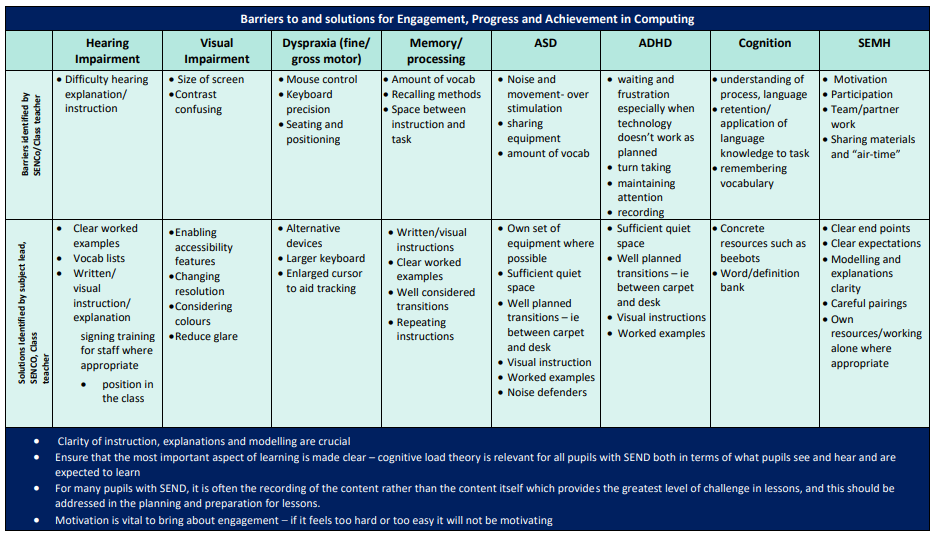 Barriers to and solutions for Engagement, Progress and Achievement in Computing
Hearing
Impairment
Visual
Impairment
Dyspraxia (fine/
gross motor)
Memory/
processing
ASD
ADHD
Cognition
SEMH
Barriers identified by
SENCo/ Class teacher
• Difficulty hearing
explanation/
instruction
• Size of screen
• Contrast
confusing
• Mouse control
• Keyboard
precision
• Seating and
positioning
• Amount of vocab
• Recalling methods
• Space between
instruction and
task
• Noise and
movement- over
stimulation
• sharing
equipment
• amount of vocab
• waiting and
frustration
especially when
technology
doesn't work as
planned
• turn taking
• maintaining
attention
• recording
• understanding of
process, language
• retention/
application of
language
knowledge to task
• remembering
vocabulary
• Motivation
• Participation
• Team/partner
work
• Sharing materials
and “air-time”
Solutions Identified by subject lead,
SENCO, Class
teacher
• Clear worked
examples
• Vocab lists
• Written/
visual
instruction/
explanation
signing training
for staff where
appropriate
• position in
the class
• Enabling
accessibility
features
• Changing
resolution
• Considering
colours
• Reduce glare
• Alternative
devices
• Larger keyboard
• Enlarged cursor
to aid tracking
• Written/visual
instructions
• Clear worked
examples
• Well considered
transitions
• Repeating
instructions
• Own set of
equipment where
possible
• Sufficient quiet
space
• Well planned
transitions – ie
between carpet
and desk
• Visual instruction
• Worked examples
• Noise defenders
• Sufficient quiet
space
• Well planned
transitions – ie
between carpet
and desk
• Visual instructions
• Worked examples
• Concrete
resources such as
beebots
• Word/definition
bank
• Clear end points
• Clear expectations
• Modelling and
explanations
clarity
• Careful pairings
• Own
resources/working
alone where
appropriate
• Clarity of instruction, explanations and modelling are crucial
• Ensure that the most important aspect of learning is made clear – cognitive load theory is relevant for all pupils with SEND both in terms of what pupils see and hear and are
expected to learn
• For many pupils with SEND, it is often the recording of the content rather than the content itself which provides the greatest level of challenge in lessons, and this should be
addressed in the planning and preparation for lessons.
• Motivation is vital to bring about engagement – if it feels too hard or too easy it will not be motivating